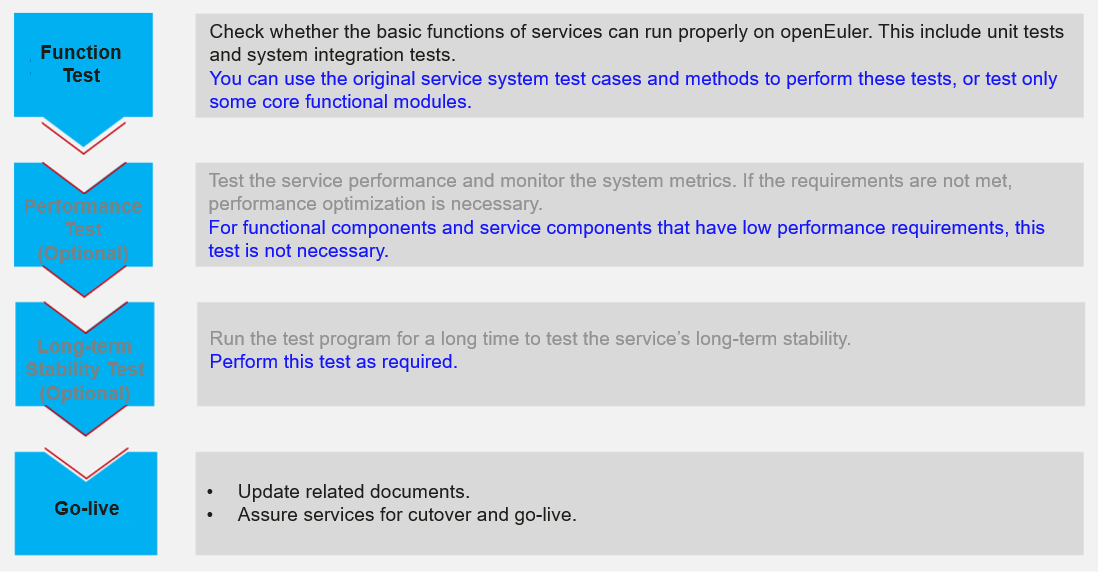 Function
Test
Check whether the basic functions of services can run properly on openEuler. This include unit tests
and system integration tests.
You can use the original service system test cases and methods to perform these tests, or test only
some core functional modules.
Performance
Test
(Optional)
Test the service performance and monitor the system metrics. If the requirements are not met,
performance optimization is necessary.
For functional components and service components that have low performance requirements, this
test is not necessary.
Long-term
Stability Test
(Optional)
Run the test program for a long time to test the service’s long-term stability.
Perform this test as required.
Go-live
• Update related documents.
• Assure services for cutover and go-live.